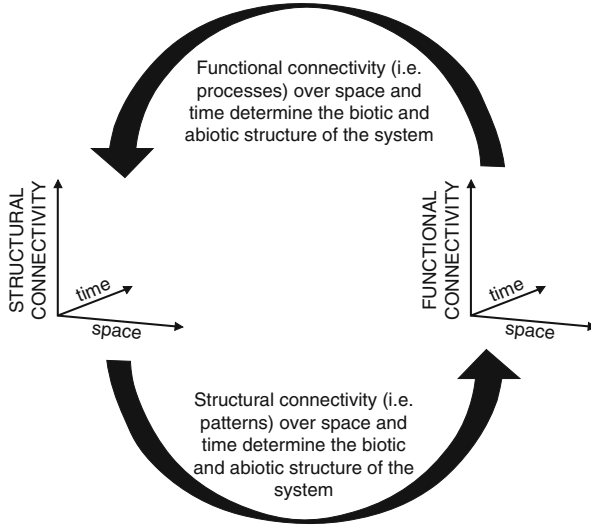 Functional connectivity (i.e.
processes) over space and
time determine the biotic and
abiotic structure of the system
STRUCTURAL
CONNECTIVITY
time
space
FUNCTIONAL
CONNECTIVITY
time
space
Structural connectivity (i.e.
patterns) over space and
time determine the biotic
and abiotic structure of the
system